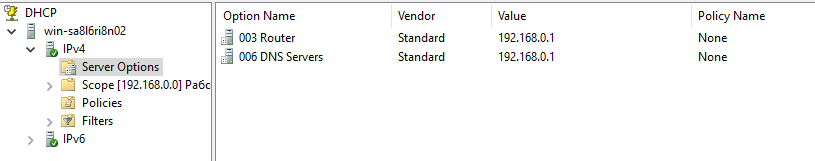 DHCP
win-sa8l6ri8n02
IPv4
Server Options
Scope [192.168.0.0] Рабо
Policies
Filters
IPv6
Option Name Vendor Value Policy Name
003 Router Standard 192.168.0.1 None
006 DNS Servers Standard 192.168.0.1 None